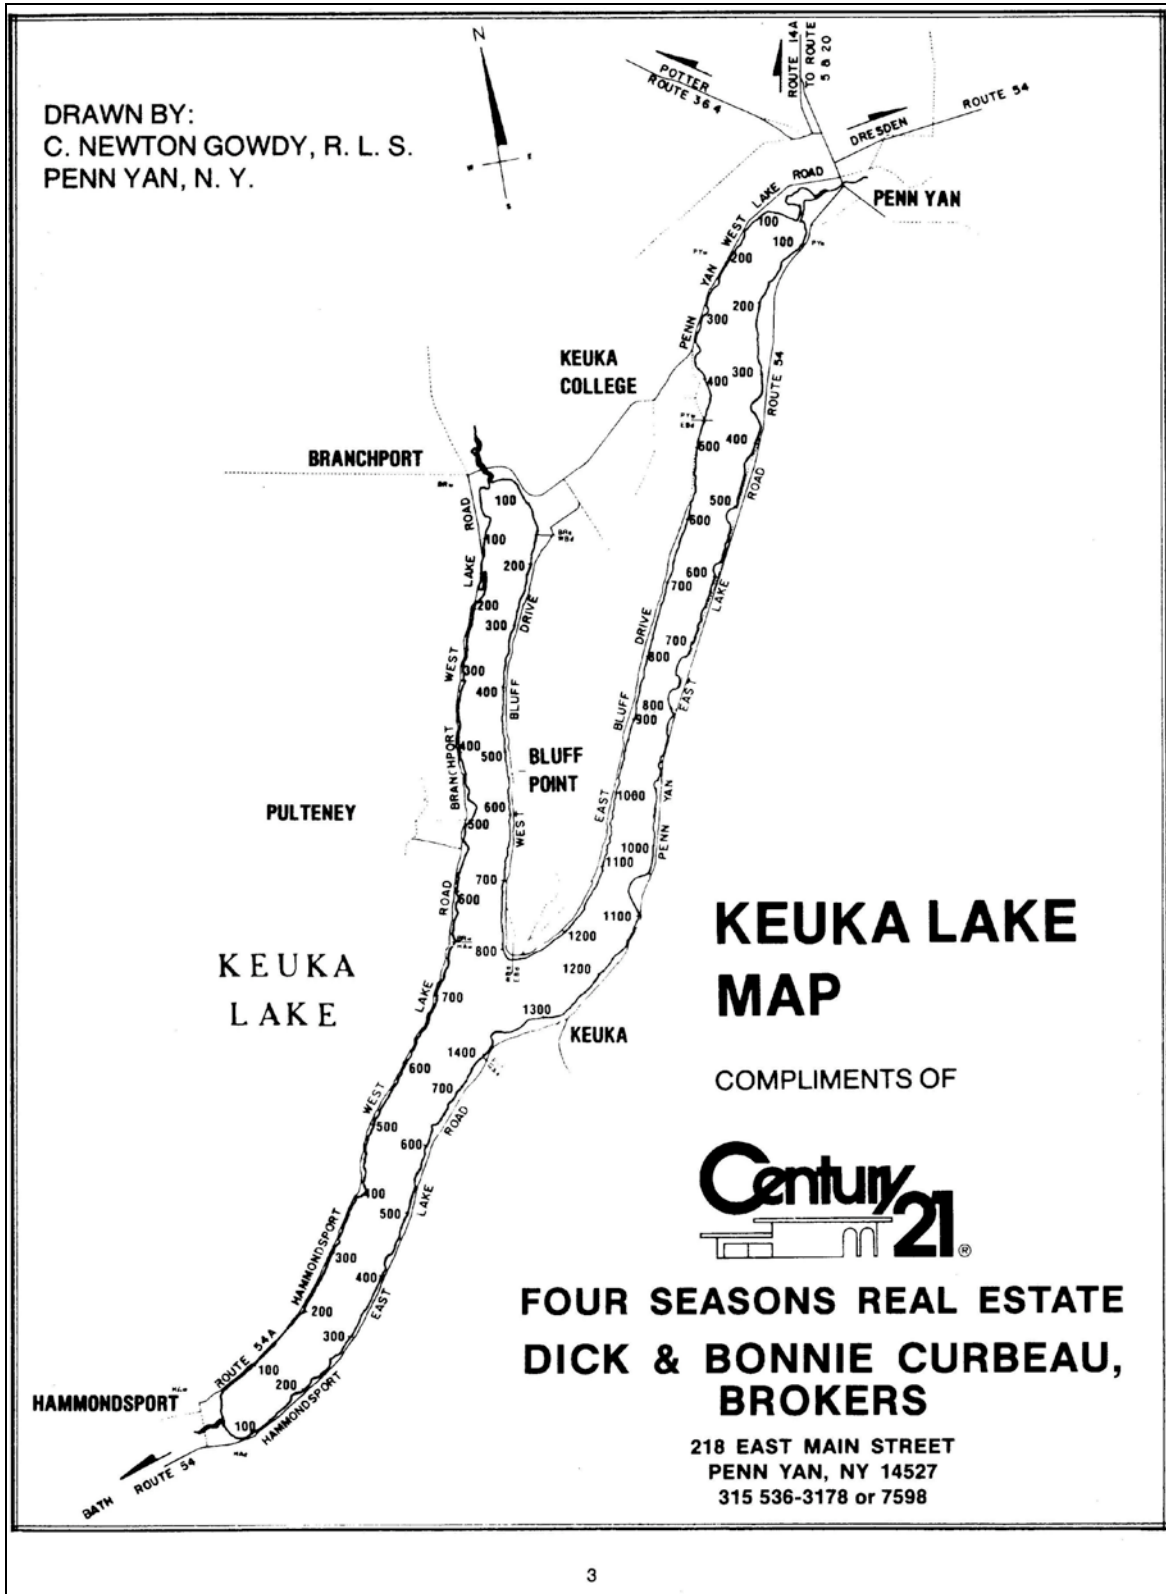 DRAWN BY:
C. NEWTON GOWDY, R. L. S.
PENN YAN, N. Y.
N
W
E
S
POTTER
ROUTE 364
ROUTE 14A
TO ROUTE
5 & 20
DRESDEN
ROUTE 54
PENN YAN
PENN YAN WEST LAKE ROAD
100
200
300
400
500
600
700
800
900
1000
1100
1200
100
200
300
400
500
600
700
800
1000
1100
1200
1300
1400
ROUTE 54
PENN YAN EAST LAKE ROAD
KEUKA
COLLEGE
BRANCHPORT
BRANCHPORT WEST LAKE ROAD
100
200
300
400
500
600
100
200
300
400
500
600
700
800
WEST BLUFF DRIVE
EAST BLUFF DRIVE
BLUFF
POINT
PULTENEY
KEUKA
LAKE
KEUKA
HAMMONDSPORT WEST LAKE ROAD
700
600
500
400
300
200
100
700
600
500
400
300
200
100
HAMMONDSPORT EAST LAKE ROAD
ROUTE 54A
HAMMONDSPORT
BATH
ROUTE 54
KEUKA LAKE
MAP
COMPLIMENTS OF
Century 21®
FOUR SEASONS REAL ESTATE
DICK & BONNIE CURBEAU,
BROKERS
218 EAST MAIN STREET
PENN YAN, NY 14527
315 536-3178 or 7598
3